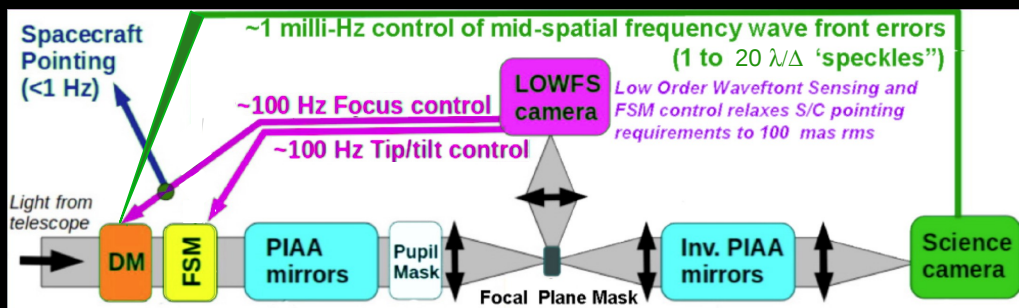 Spacecraft
Pointing
(<1 Hz)
~1 milli-Hz control of mid-spatial frequency wave front errors
(1 to 20 λ/Δ ‘speckles”)
LOWFS
camera
Low Order Wavefont Sensing and
FSM control relaxes S/C pointing
requirements to 100 mas rms
~100 Hz Focus control
~100 Hz Tip/tilt control
Light from
telescope
DM
FSM
PIAA
mirrors
Pupil
Mask
Focal Plane Mask
Inv. PIAA
mirrors
Science
camera